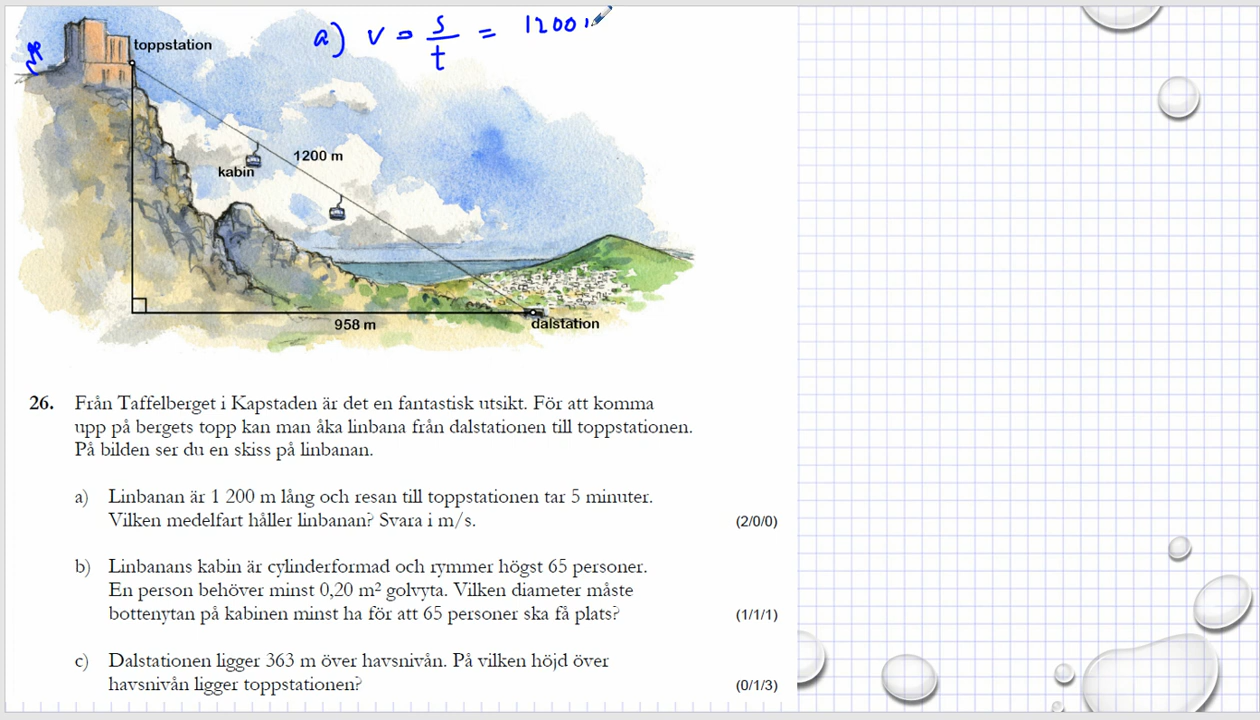 a) v = s/t = 1200
toppstation
1200 m
kabin
958 m
dalstation
26. Från Taffelberget i Kapstaden är det en fantastisk utsikt. För att komma
upp på bergets topp kan man åka linbana från dalstationen till toppstationen.
På bilden ser du en skiss på linbanan.
a) Linbanan är 1 200 m lång och resan till toppstationen tar 5 minuter.
Vilken medelfart håller linbanan? Svara i m/s. (2/0/0)
b) Linbanans kabin är cylinderformad och rymmer högst 65 personer.
En person behöver minst 0,20 m² golvyta. Vilken diameter måste
bottenytan på kabinen minst ha för att 65 personer ska få plats? (1/1/1)
c) Dalstationen ligger 363 m över havsnivån. På vilken höjd över
havsnivån ligger toppstationen? (0/1/3)